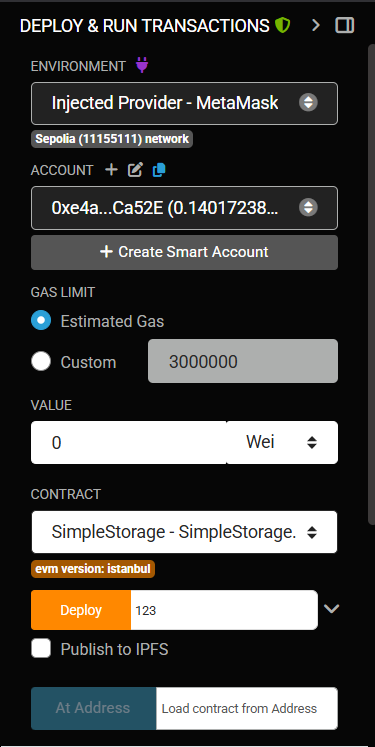 DEPLOY & RUN TRANSACTIONS
ENVIRONMENT
Injected Provider - MetaMask
Sepolia (11155111) network
ACCOUNT
0xe4a...Ca52E (0.14017238...
Create Smart Account
GAS LIMIT
Estimated Gas
Custom 3000000
VALUE
0 Wei
CONTRACT
SimpleStorage - SimpleStorage.
evm version: istanbul
Deploy 123
Publish to IPFS
At Address Load contract from Address